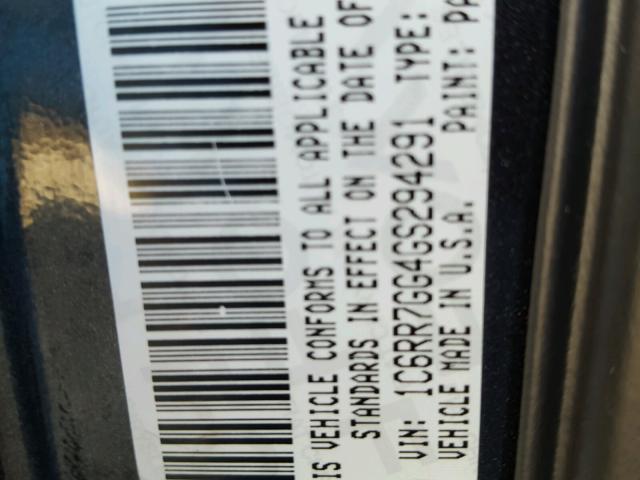 IS VEHICLE CONFORMS TO ALL APPLICABLE
STANDARDS IN EFFECT ON THE DATE OF
VIN: 1C6RR7GG4GS294291 TYPE:
VEHICLE MADE IN U.S.A. PAINT: PA